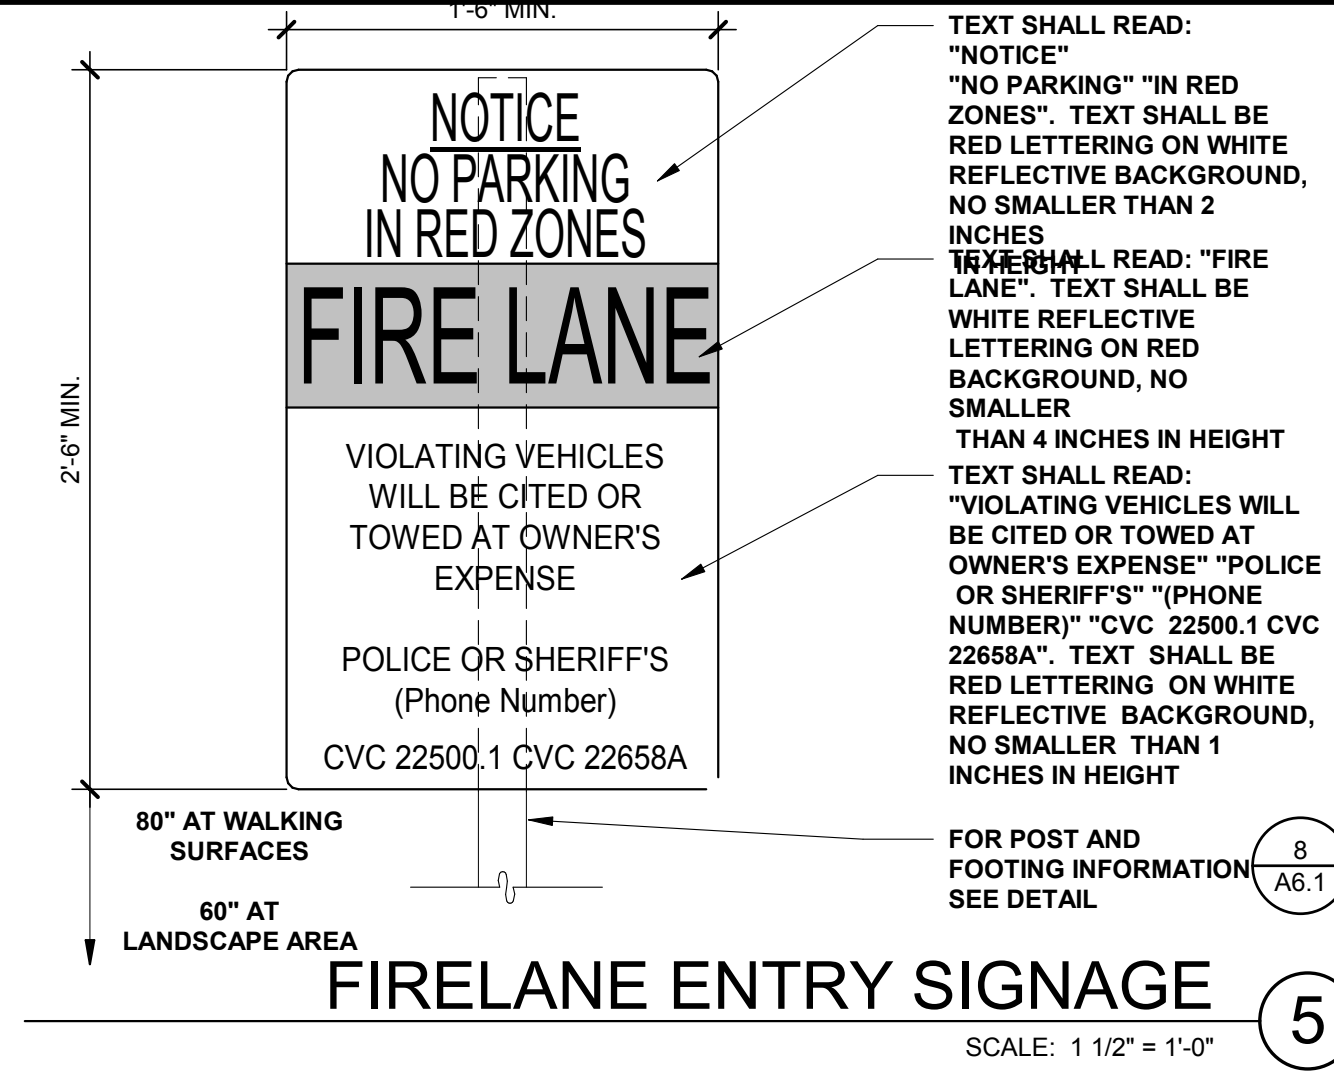 1'-6" MIN.
2'-6" MIN.
NOTICE
NO PARKING
IN RED ZONES
FIRE LANE
VIOLATING VEHICLES
WILL BE CITED OR
TOWED AT OWNER'S
EXPENSE
POLICE OR SHERIFF'S
(Phone Number)
CVC 22500.1 CVC 22658A
80" AT WALKING
SURFACES
60" AT
LANDSCAPE AREA
TEXT SHALL READ:
"NOTICE"
"NO PARKING" "IN RED
ZONES".  TEXT SHALL BE
RED LETTERING ON WHITE
REFLECTIVE BACKGROUND,
NO SMALLER THAN 2
INCHES
IN HEIGHT
TEXT SHALL READ: "FIRE
LANE".  TEXT SHALL BE
WHITE REFLECTIVE
LETTERING ON RED
BACKGROUND, NO
SMALLER
THAN 4 INCHES IN HEIGHT
TEXT SHALL READ:
"VIOLATING VEHICLES WILL
BE CITED OR TOWED AT
OWNER'S EXPENSE" "POLICE
OR SHERIFF'S" "(PHONE
NUMBER)" "CVC  22500.1 CVC
22658A".  TEXT  SHALL BE
RED LETTERING  ON WHITE
REFLECTIVE  BACKGROUND,
NO SMALLER  THAN 1
INCHES IN HEIGHT
FOR POST AND
FOOTING INFORMATION
SEE DETAIL
8
A6.1
FIRELANE ENTRY SIGNAGE
5
SCALE:  1 1/2" = 1'-0"